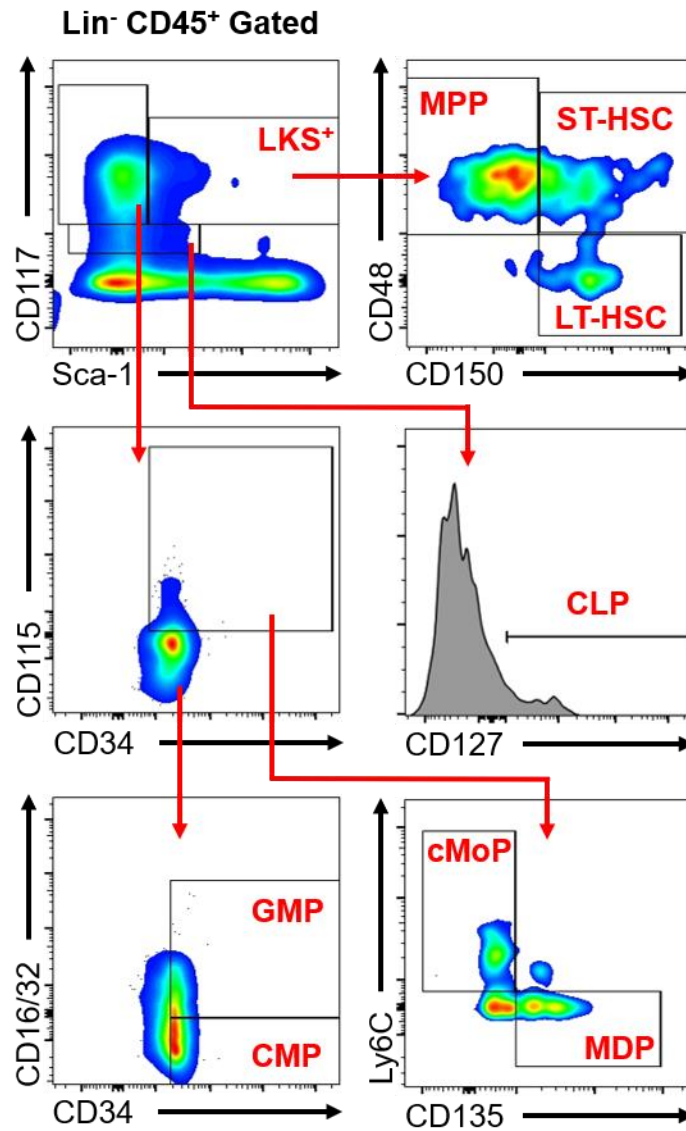 Lin⁻ CD45⁺ Gated
CD117
LKS⁺
Sca-1
CD48
MPP
ST-HSC
LT-HSC
CD150
CD115
CD34
CLP
CD127
CD16/32
GMP
CMP
CD34
Ly6C
cMoP
MDP
CD135